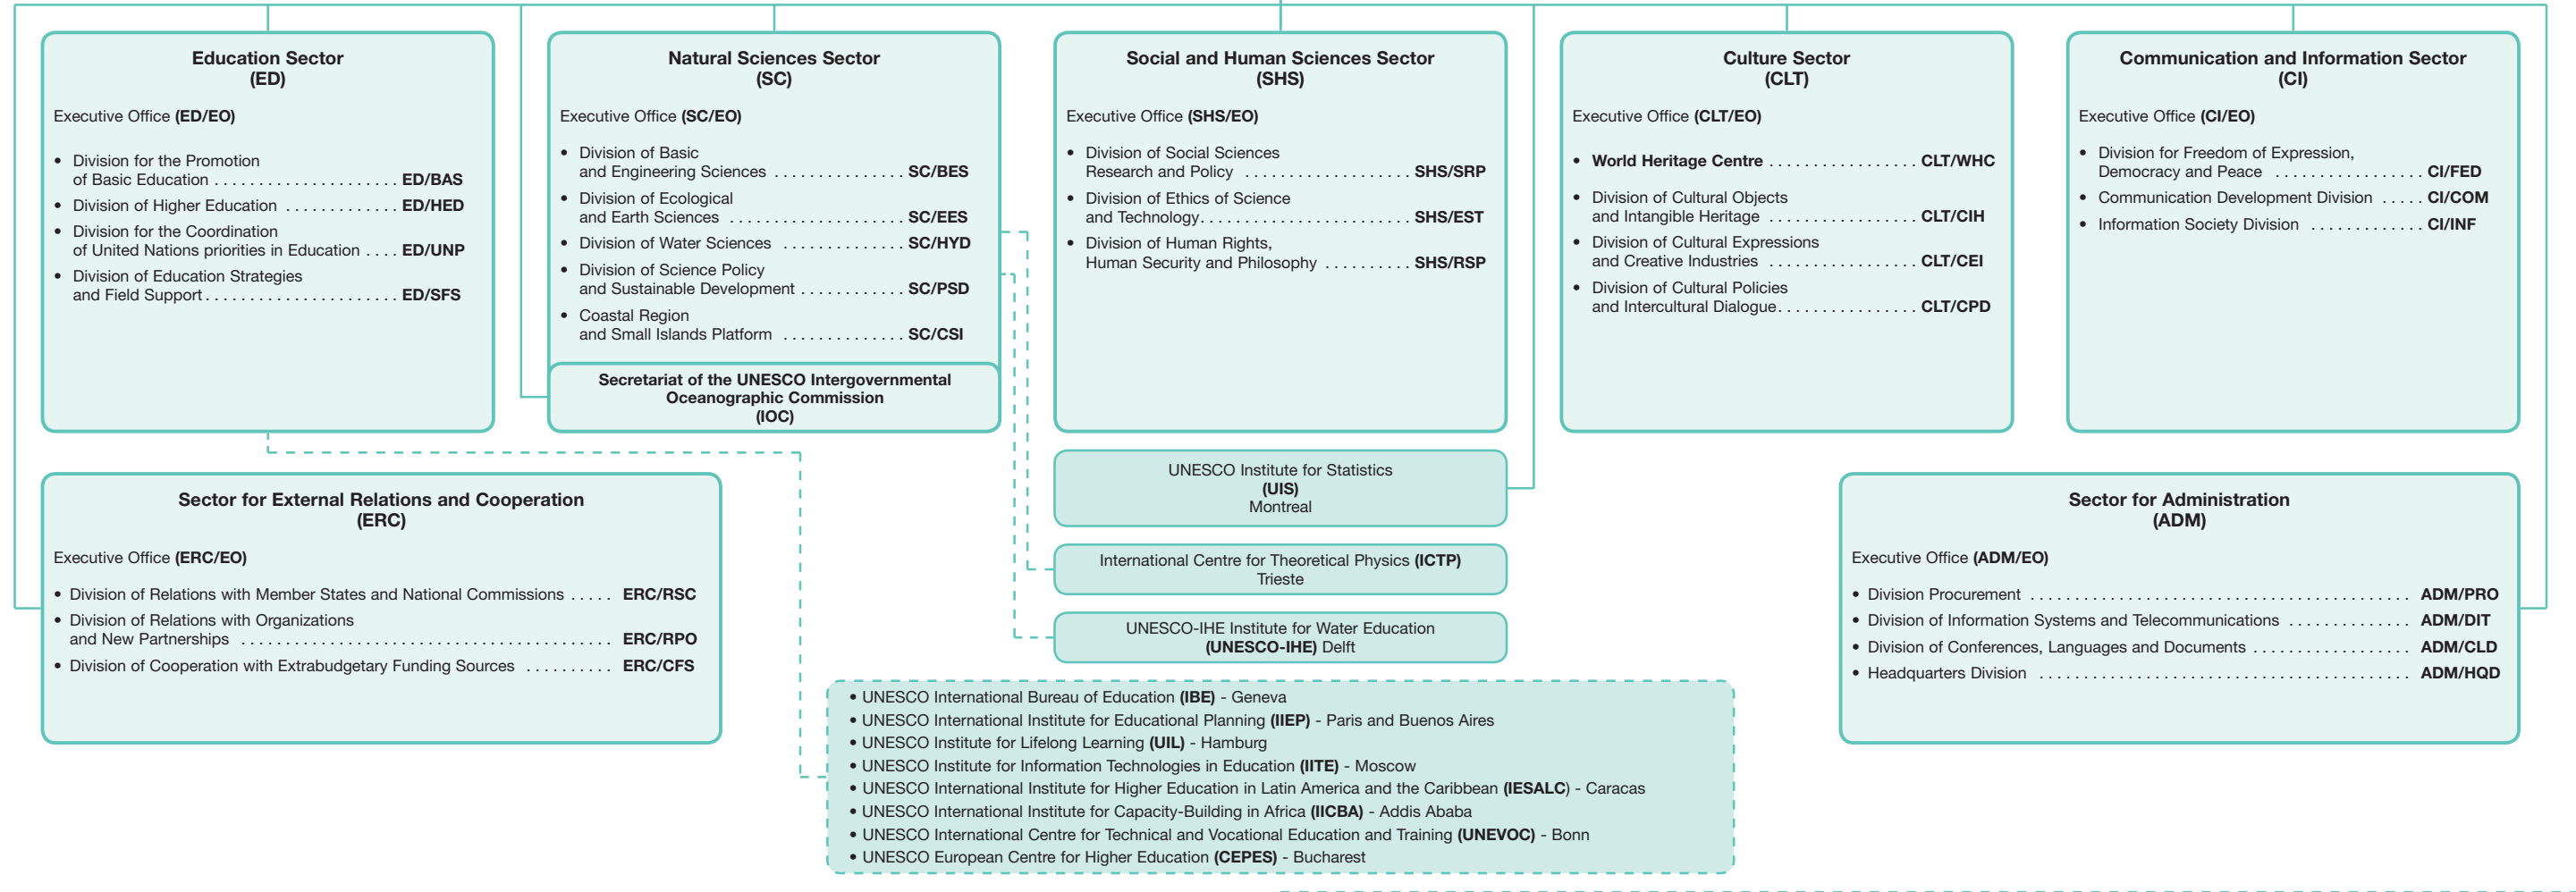 Education Sector
(ED)
Executive Office (ED/EO)
• Division for the Promotion
of Basic Education . . . . . . . . . . . . . . . . . . . . . ED/BAS
• Division of Higher Education . . . . . . . . . . . . . ED/HED
• Division for the Coordination
of United Nations priorities in Education . . . . ED/UNP
• Division of Education Strategies
and Field Support . . . . . . . . . . . . . . . . . . . . . . ED/SFS
Natural Sciences Sector
(SC)
Executive Office (SC/EO)
• Division of Basic
and Engineering Sciences . . . . . . . . . . . . . . . SC/BES
• Division of Ecological
and Earth Sciences . . . . . . . . . . . . . . . . . . . . SC/EES
• Division of Water Sciences . . . . . . . . . . . . . . SC/HYD
• Division of Science Policy
and Sustainable Development . . . . . . . . . . . . SC/PSD
• Coastal Region
and Small Islands Platform . . . . . . . . . . . . . . SC/CSI
Secretariat of the UNESCO Intergovernmental
Oceanographic Commission
(IOC)
Social and Human Sciences Sector
(SHS)
Executive Office (SHS/EO)
• Division of Social Sciences
Research and Policy . . . . . . . . . . . . . . . . . . . SHS/SRP
• Division of Ethics of Science
and Technology. . . . . . . . . . . . . . . . . . . . . . . . SHS/EST
• Division of Human Rights,
Human Security and Philosophy . . . . . . . . . . SHS/RSP
Culture Sector
(CLT)
Executive Office (CLT/EO)
• World Heritage Centre . . . . . . . . . . . . . . . . . CLT/WHC
• Division of Cultural Objects
and Intangible Heritage . . . . . . . . . . . . . . . . . CLT/CIH
• Division of Cultural Expressions
and Creative Industries . . . . . . . . . . . . . . . . . CLT/CEI
• Division of Cultural Policies
and Intercultural Dialogue. . . . . . . . . . . . . . . . CLT/CPD
Communication and Information Sector
(CI)
Executive Office (CI/EO)
• Division for Freedom of Expression,
Democracy and Peace . . . . . . . . . . . . . . . . . CI/FED
• Communication Development Division . . . . . CI/COM
• Information Society Division . . . . . . . . . . . . . CI/INF
Sector for External Relations and Cooperation
(ERC)
Executive Office (ERC/EO)
• Division of Relations with Member States and National Commissions . . . . . ERC/RSC
• Division of Relations with Organizations
and New Partnerships . . . . . . . . . . . . . . . . . . . . . . . . . . . . . . . . . . . . . . . . . . ERC/RPO
• Division of Cooperation with Extrabudgetary Funding Sources . . . . . . . . . . ERC/CFS
UNESCO Institute for Statistics
(UIS)
Montreal
International Centre for Theoretical Physics (ICTP)
Trieste
UNESCO-IHE Institute for Water Education
(UNESCO-IHE) Delft
Sector for Administration
(ADM)
Executive Office (ADM/EO)
• Division Procurement . . . . . . . . . . . . . . . . . . . . . . . . . . . . . . . . . . . . . . . . . . . ADM/PRO
• Division of Information Systems and Telecommunications . . . . . . . . . . . . . . ADM/DIT
• Division of Conferences, Languages and Documents . . . . . . . . . . . . . . . . . . ADM/CLD
• Headquarters Division . . . . . . . . . . . . . . . . . . . . . . . . . . . . . . . . . . . . . . . . . . ADM/HQD
• UNESCO International Bureau of Education (IBE) - Geneva
• UNESCO International Institute for Educational Planning (IIEP) - Paris and Buenos Aires
• UNESCO Institute for Lifelong Learning (UIL) - Hamburg
• UNESCO Institute for Information Technologies in Education (IITE) - Moscow
• UNESCO International Institute for Higher Education in Latin America and the Caribbean (IESALC) - Caracas
• UNESCO International Institute for Capacity-Building in Africa (IICBA) - Addis Ababa
• UNESCO International Centre for Technical and Vocational Education and Training (UNEVOC) - Bonn
• UNESCO European Centre for Higher Education (CEPES) - Bucharest